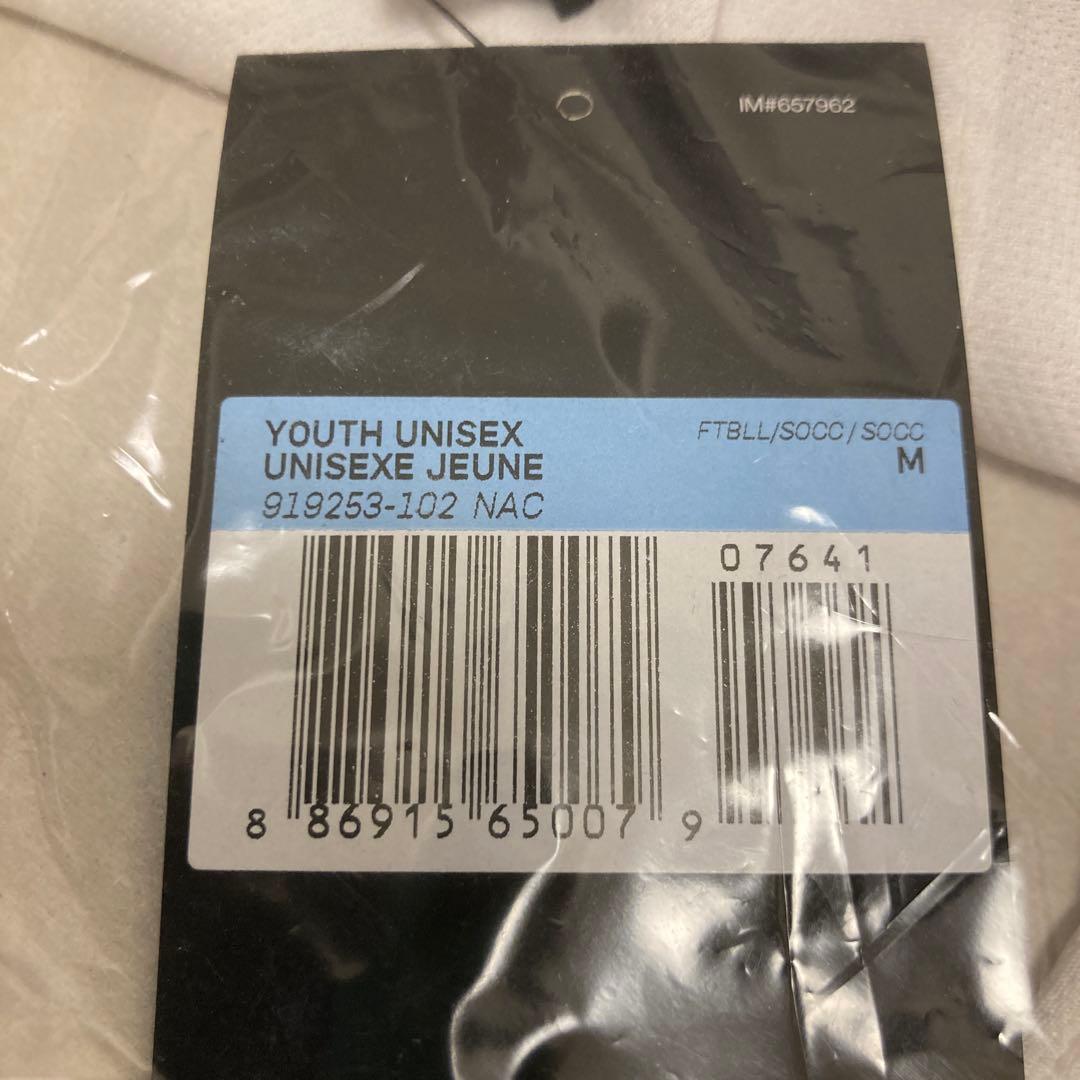 IM#657962
YOUTH UNISEX
UNISEXE JEUNE
919253-102 NAC
FTBLL/SOCC/SOCC
M
07641
8 86915 65007 9